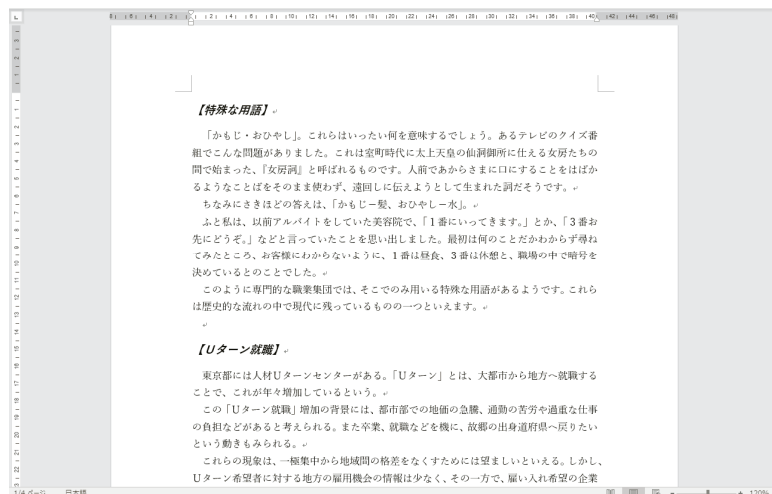 【特殊な用語】
「かもじ・おひやし」。これらはいったい何を意味するでしょう。あるテレビのクイズ番
組でこんな問題がありました。これは室町時代に太上天皇の仙洞御所に仕える女房たちの
間で始まった、『女房詞』と呼ばれるものです。人前であからさまに口にすることをはばか
るようなことばをそのまま使わず、遠回しに伝えようとして生まれた詞だそうです。
ちなみにさきほどの答えは、「かもじ－髪、おひやし－水」。
ふと私は、以前アルバイトをしていた美容院で、「１番にいってきます。」とか、「３番お
先にどうぞ。」などと言っていたことを思い出しました。最初は何のことだかわからず尋ね
てみたところ、お客様にわからないように、１番は昼食、３番は休憩と、職場の中で暗号を
決めているとのことでした。
このように専門的な職業集団では、そこでのみ用いる特殊な用語があるようです。これら
は歴史的な流れの中で現代に残っているものの一つといえます。
【Ｕターン就職】
東京都には人材Ｕターンセンターがある。「Ｕターン」とは、大都市から地方へ就職する
ことで、これが年々増加しているという。
この「Ｕターン就職」増加の背景には、都市部での地価の急騰、通勤の苦労や過重な仕事
の負担などがあると考えられる。また卒業、就職などを機に、故郷の出身道府県へ戻りたい
という動きもみられる。
これらの現象は、一極集中から地域間の格差をなくすためには望ましいといえる。しかし、
Ｕターン希望者に対する地方の雇用機会の情報は少なく、その一方で、雇い入れ希望の企業
1/4 ページ 日本語 120%